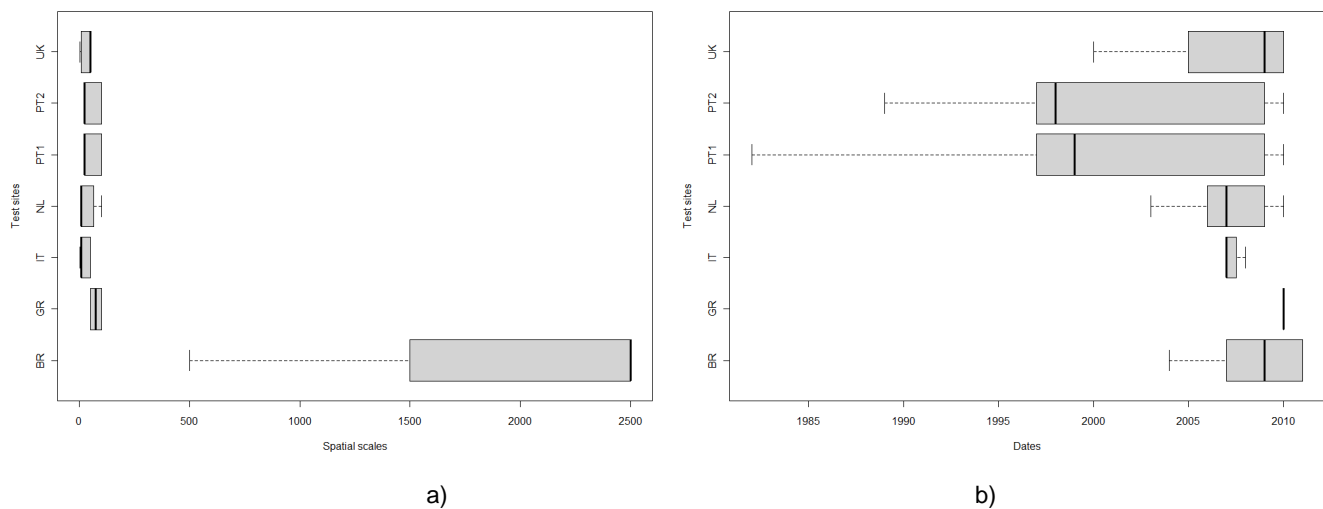 UK
PT2
PT1
NL
IT
GR
BR
Test sites
0 500 1000 1500 2000 2500
Spatial scales
a)
UK
PT2
PT1
NL
IT
GR
BR
Test sites
1985 1990 1995 2000 2005 2010
Dates
b)